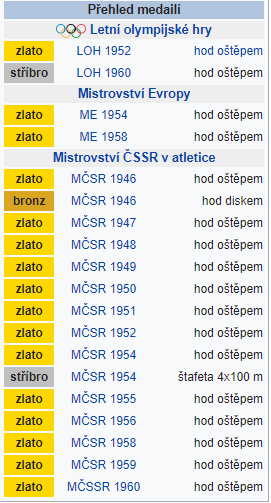 Přehled medailí
Letní olympijské hry
zlato LOH 1952 hod oštěpem
stříbro LOH 1960 hod oštěpem
Mistrovství Evropy
zlato ME 1954 hod oštěpem
zlato ME 1958 hod oštěpem
Mistrovství ČSSR v atletice
zlato MČSR 1946 hod oštěpem
bronz MČSR 1946 hod diskem
zlato MČSR 1947 hod oštěpem
zlato MČSR 1948 hod oštěpem
zlato MČSR 1949 hod oštěpem
zlato MČSR 1950 hod oštěpem
zlato MČSR 1951 hod oštěpem
zlato MČSR 1952 hod oštěpem
zlato MČSR 1954 hod oštěpem
stříbro MČSR 1954 štafeta 4x100 m
zlato MČSR 1955 hod oštěpem
zlato MČSR 1956 hod oštěpem
zlato MČSR 1958 hod oštěpem
zlato MČSR 1959 hod oštěpem
zlato MČSSR 1960 hod oštěpem